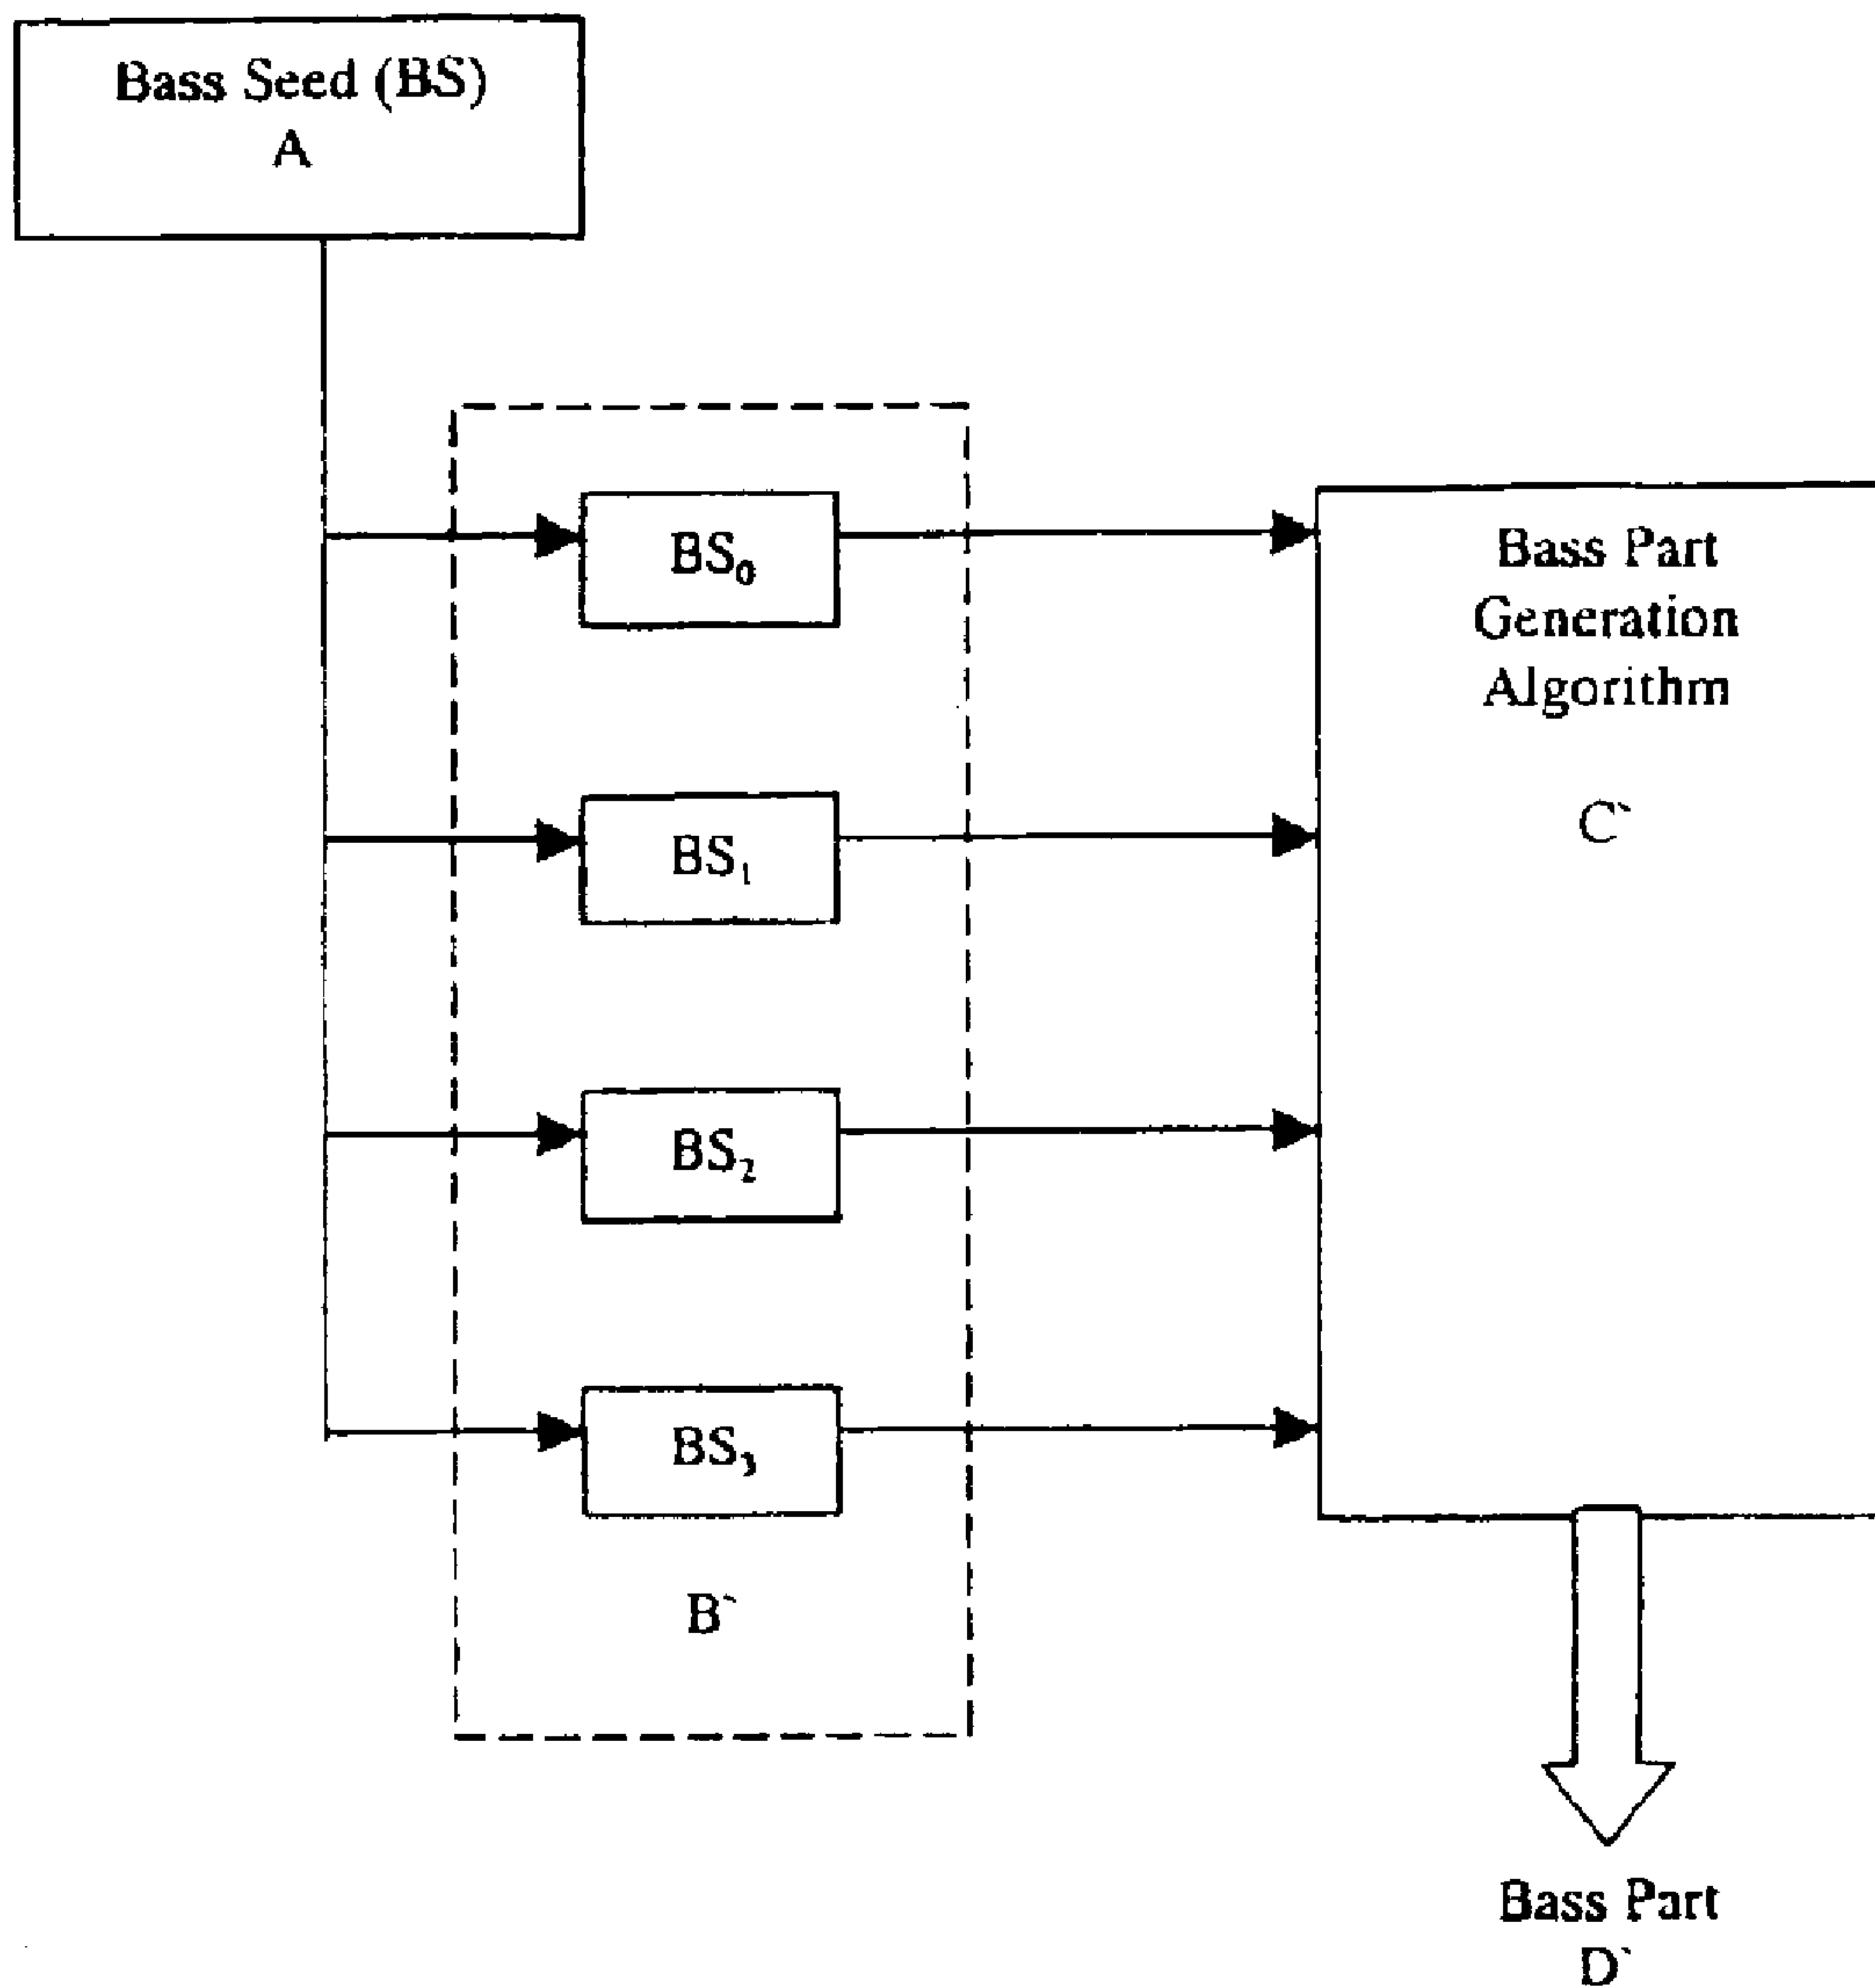 Bass Seed (BS)
A
BS₀
BS₁
BS₂
BS₃
B`
Bass Part
Generation
Algorithm
C`
Bass Part
D`